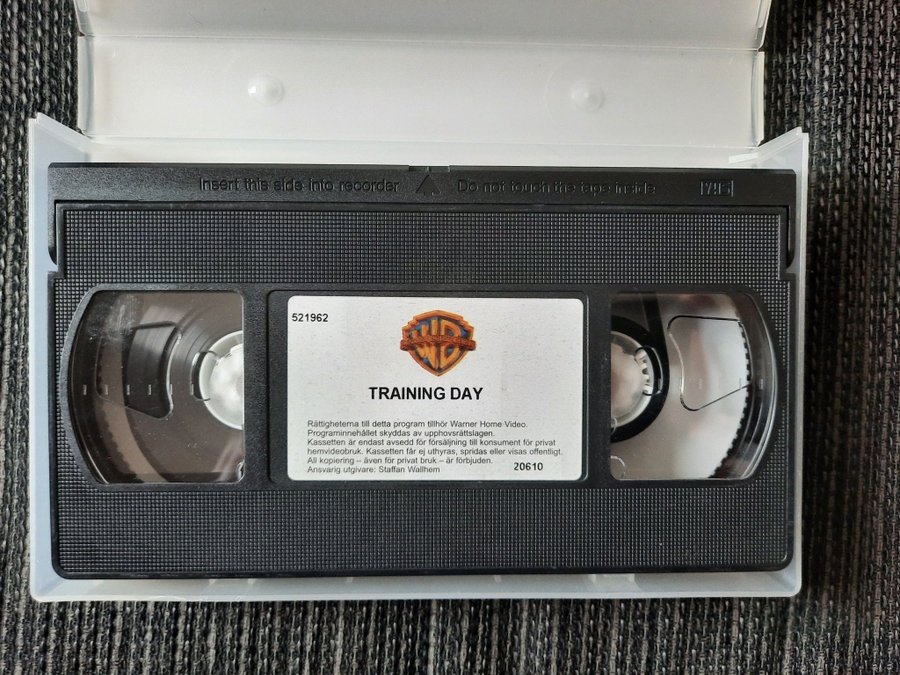 Insert this side into recorder Do not touch the tape inside VHS
521962
WB
TRAINING DAY
Rättigheterna till detta program tillhör Warner Home Video.
Programinnehållet skyddas av upphovsrättslagen.
Kassetten är endast avsedd för försäljning till konsument för privat
hemvideobruk. Kassetten får ej uthyras, spridas eller visas offentligt.
All kopiering – även för privat bruk – är förbjuden.
Ansvarig utgivare: Staffan Wallhem
20610